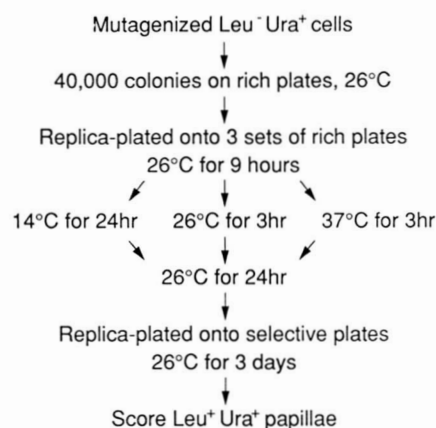 Mutagenized Leu⁻ Ura⁺ cells
40,000 colonies on rich plates, 26°C
Replica-plated onto 3 sets of rich plates
26°C for 9 hours
14°C for 24hr 26°C for 3hr 37°C for 3hr
26°C for 24hr
Replica-plated onto selective plates
26°C for 3 days
Score Leu⁺ Ura⁺ papillae